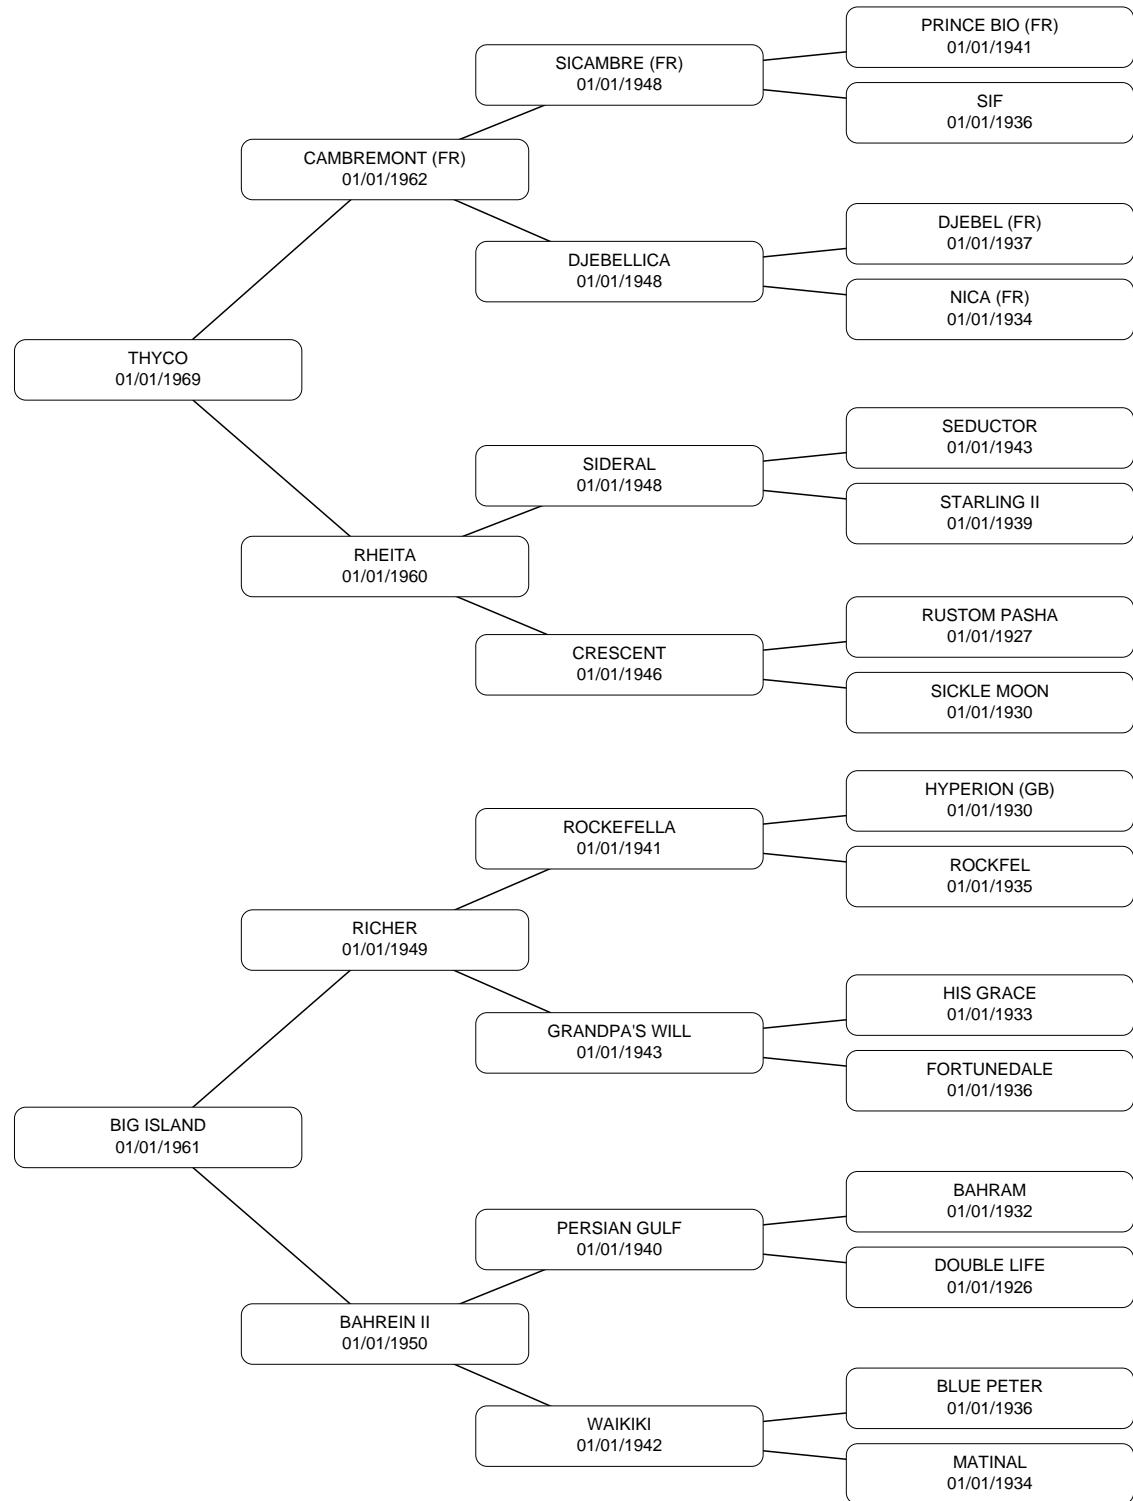 PRINCE BIO (FR)
01/01/1941
SICAMBRE (FR)
01/01/1948
SIF
01/01/1936
CAMBREMONT (FR)
01/01/1962
DJEBEL (FR)
01/01/1937
DJEBELLICA
01/01/1948
NICA (FR)
01/01/1934
THYCO
01/01/1969
SEDUCTOR
01/01/1943
SIDERAL
01/01/1948
STARLING II
01/01/1939
RHEITA
01/01/1960
RUSTOM PASHA
01/01/1927
CRESCENT
01/01/1946
SICKLE MOON
01/01/1930
HYPERION (GB)
01/01/1930
ROCKEFELLA
01/01/1941
ROCKFEL
01/01/1935
RICHER
01/01/1949
HIS GRACE
01/01/1933
GRANDPA'S WILL
01/01/1943
FORTUNEDALE
01/01/1936
BIG ISLAND
01/01/1961
BAHRAM
01/01/1932
PERSIAN GULF
01/01/1940
DOUBLE LIFE
01/01/1926
BAHREIN II
01/01/1950
BLUE PETER
01/01/1936
WAIKIKI
01/01/1942
MATINAL
01/01/1934